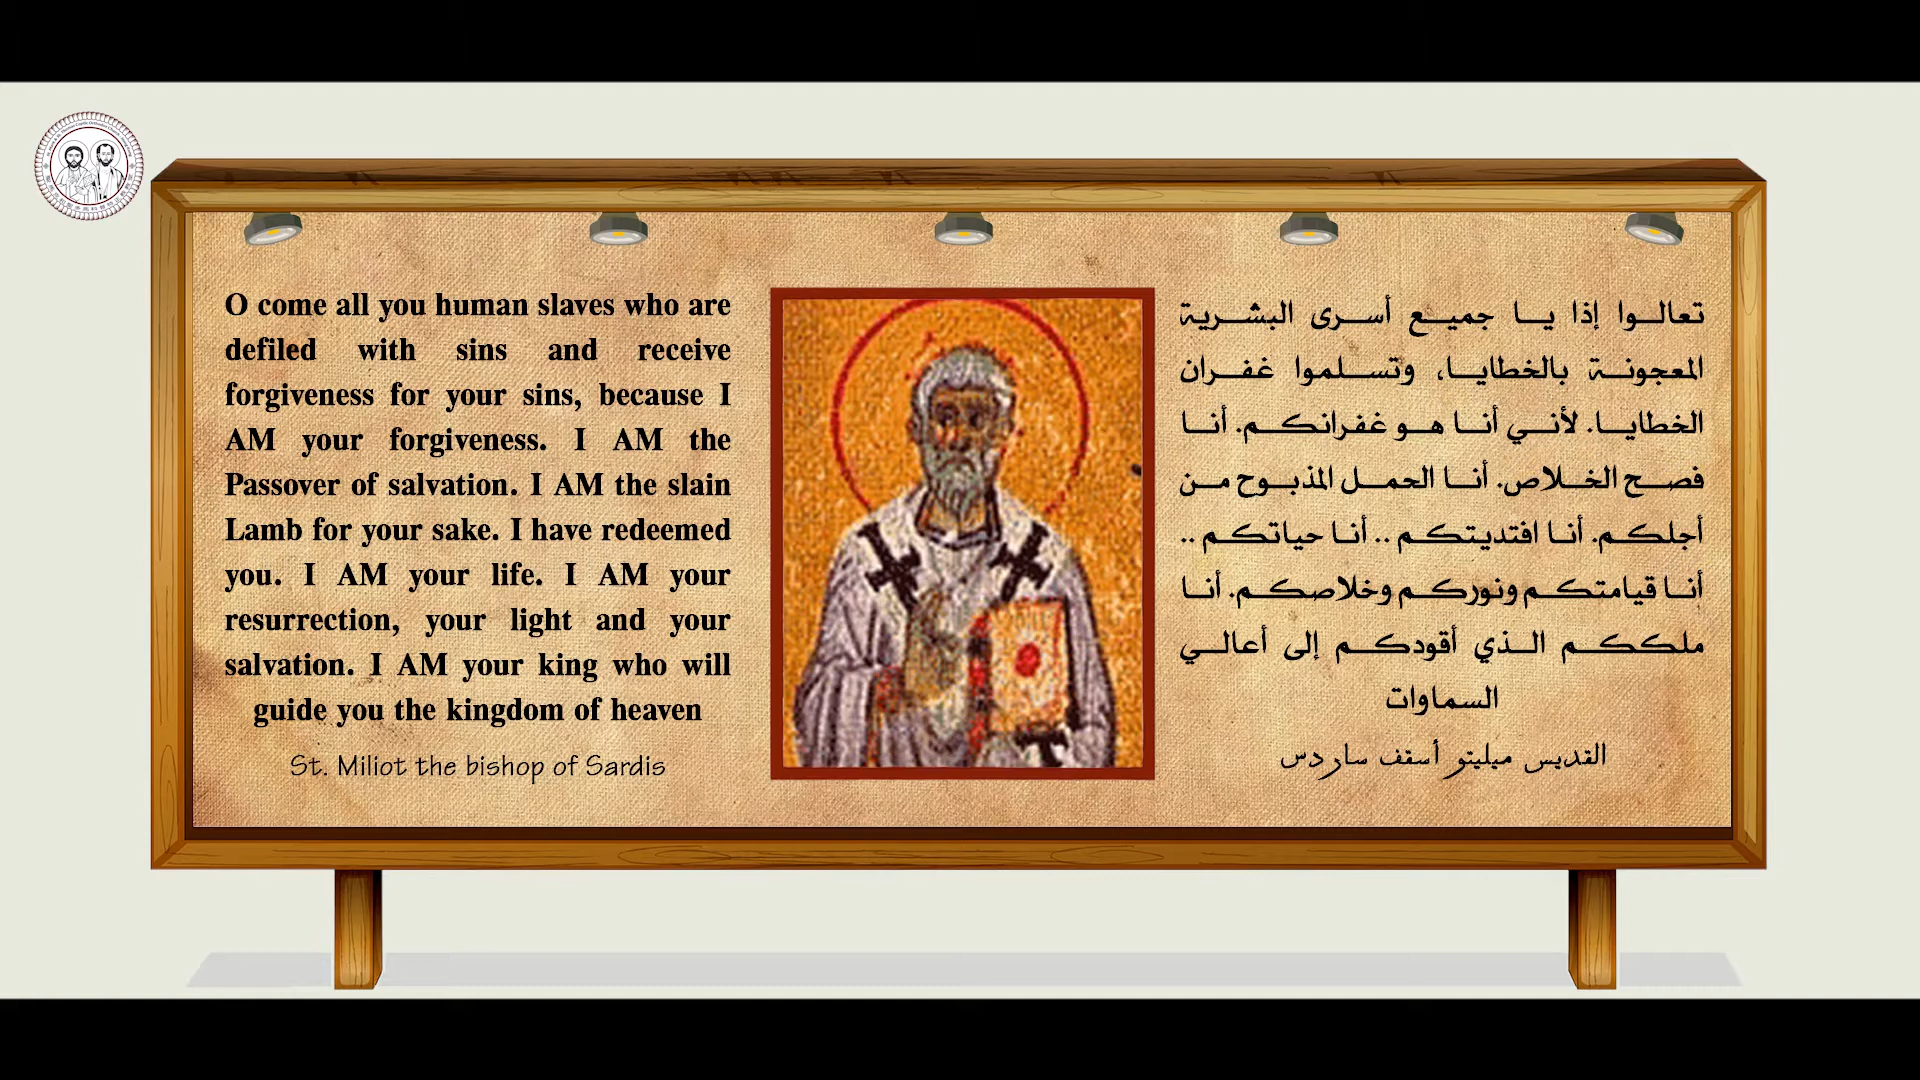 O come all you human slaves who are
defiled with sins and receive
forgiveness for your sins, because I
AM your forgiveness. I AM the
Passover of salvation. I AM the slain
Lamb for your sake. I have redeemed
you. I AM your life. I AM your
resurrection, your light and your
salvation. I AM your king who will
guide you the kingdom of heaven
St. Miliot the bishop of Sardis
تعالوا إذا يا جميع أسرى البشرية
المعجونة بالخطايا، وتسلموا غفران
الخطايا. لأني أنا هو غفرانكم. أنا
فصح الخلاص. أنا الحمل المذبوح من
أجلكم. أنا افتديتكم .. أنا حياتكم ..
أنا قيامتكم ونوركم وخلاصكم. أنا
ملككم الذي أقودكم إلى أعالي
السماوات
القديس ميليتو أسقف ساردس